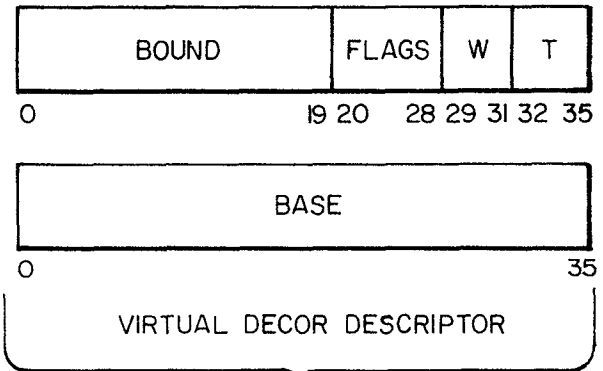 BOUND FLAGS W T
0 19 20 28 29 31 32 35
BASE
0 35
VIRTUAL DECOR DESCRIPTOR